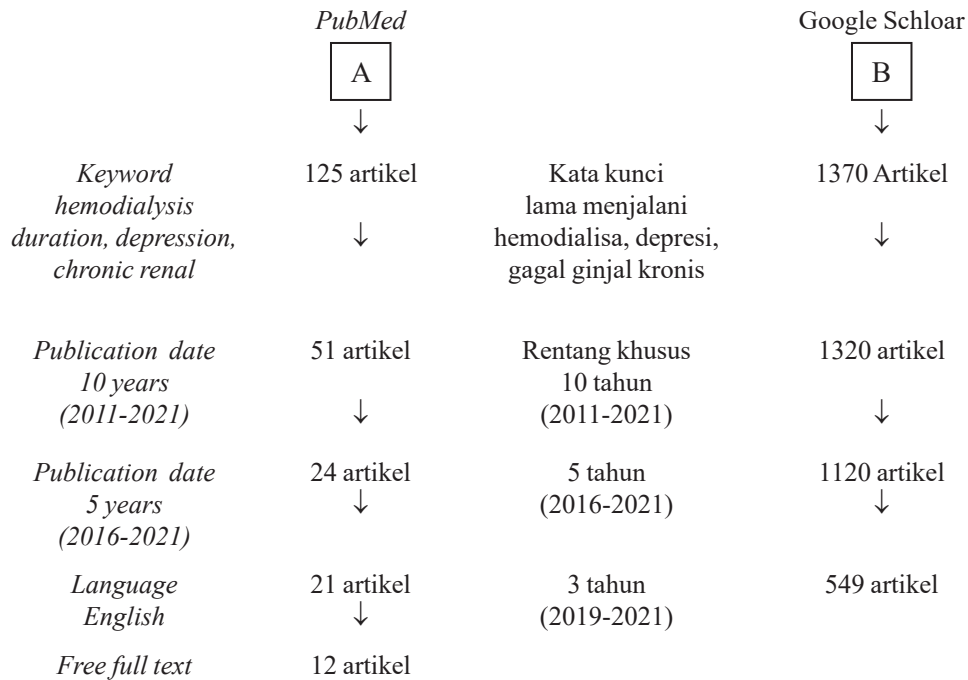 PubMed
Google Schloar
A
B
↓
↓
Keyword
hemodialysis
duration, depression,
chronic renal
125 artikel
↓
Kata kunci
lama menjalani
hemodialisa, depresi,
gagal ginjal kronis
1370 Artikel
↓
Publication date
10 years
(2011-2021)
51 artikel
↓
Rentang khusus
10 tahun
(2011-2021)
1320 artikel
↓
Publication date
5 years
(2016-2021)
24 artikel
↓
5 tahun
(2016-2021)
1120 artikel
↓
Language
English
21 artikel
↓
3 tahun
(2019-2021)
549 artikel
Free full text
12 artikel